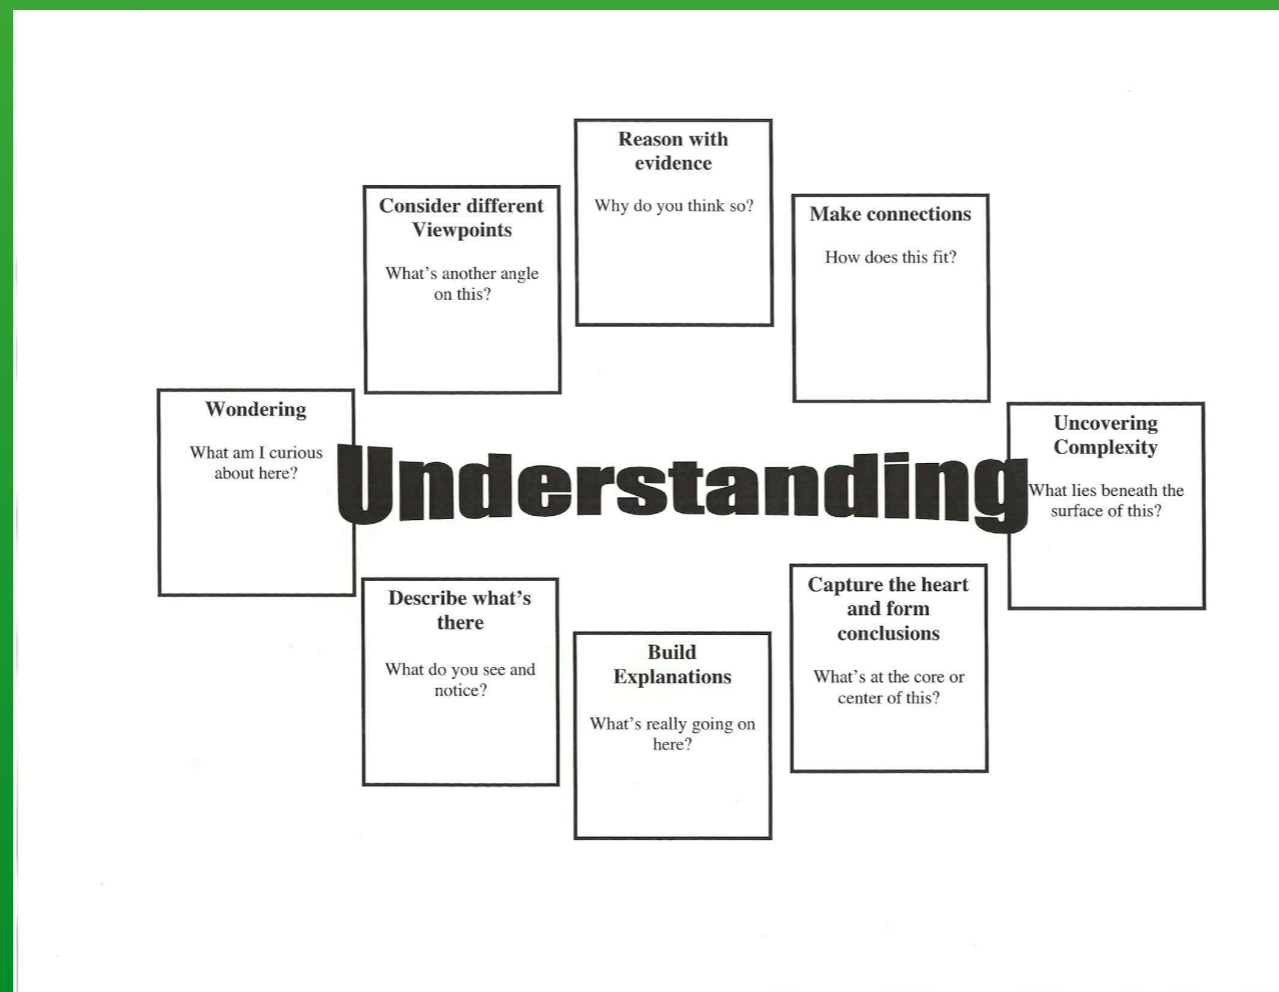 Reason with
evidence
Why do you think so?
Consider different
Viewpoints
What's another angle
on this?
Make connections
How does this fit?
Wondering
What am I curious
about here?
Understanding
Uncovering
Complexity
What lies beneath the
surface of this?
Describe what's
there
What do you see and
notice?
Build
Explanations
What's really going on
here?
Capture the heart
and form
conclusions
What's at the core or
center of this?